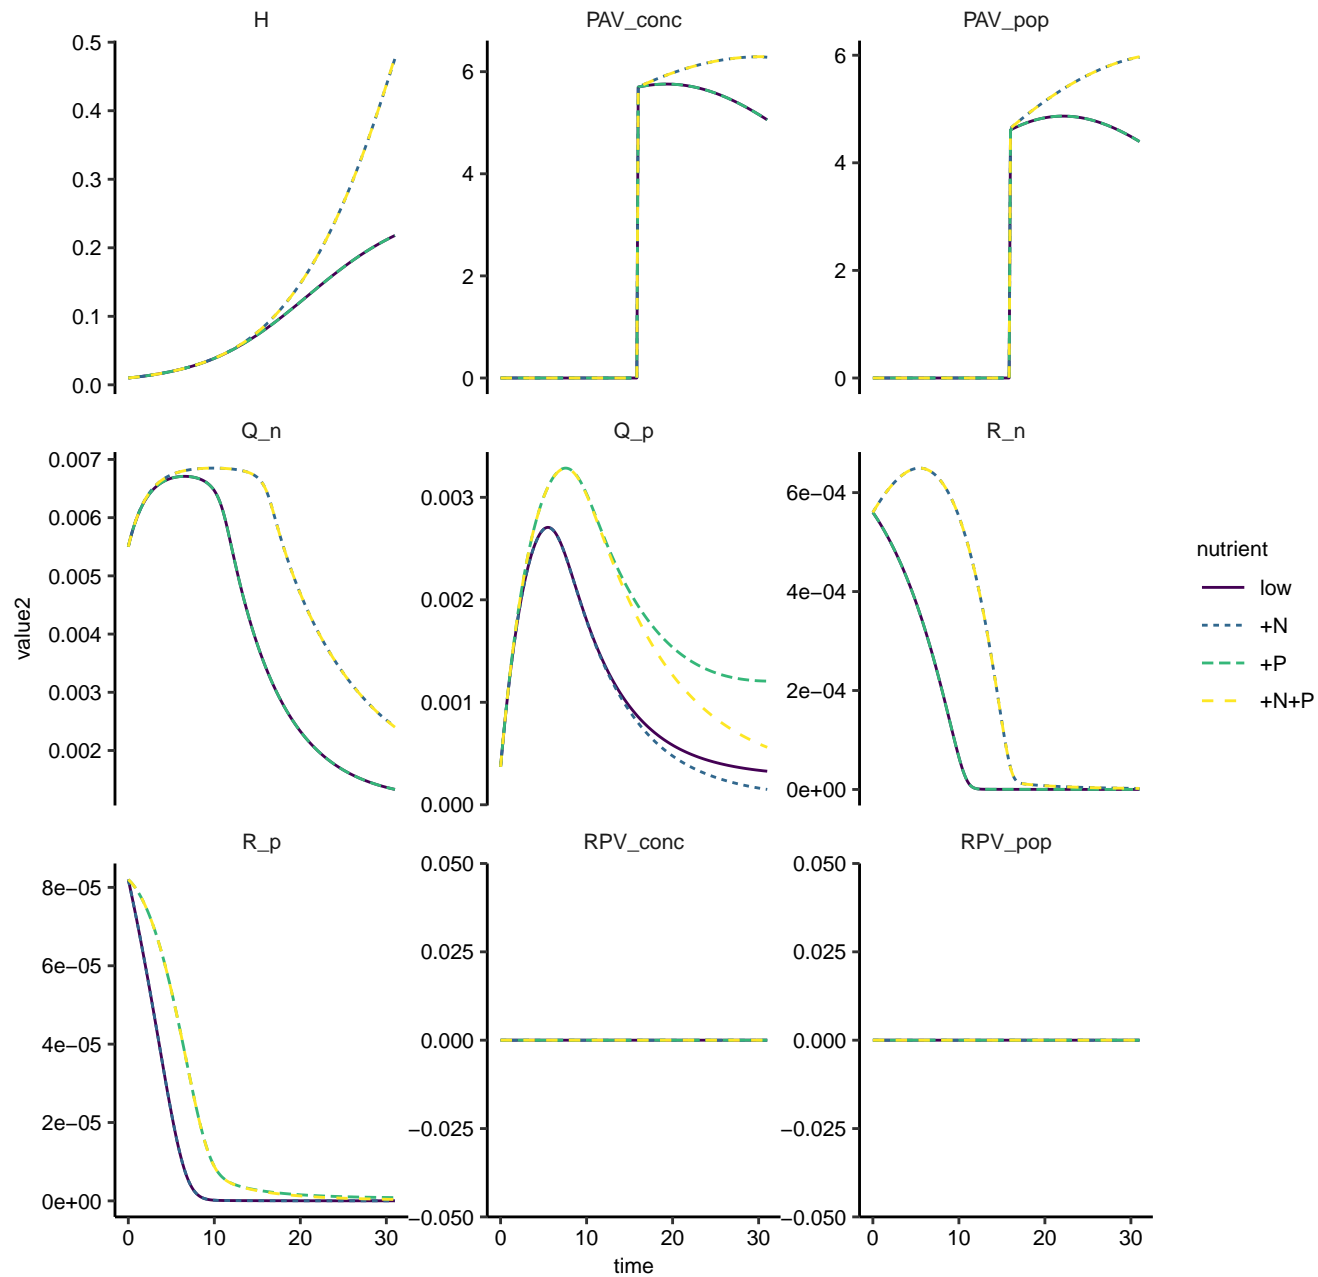 H
PAV_conc
PAV_pop
0.5
0.4
0.3
0.2
0.1
0.0
6
4
2
0
6
4
2
0
Q_n
Q_p
R_n
value2
0.007
0.006
0.005
0.004
0.003
0.002
0.003
0.002
0.001
0.000
6e−04
4e−04
2e−04
0e+00
nutrient
low
+N
+P
+N+P
R_p
RPV_conc
RPV_pop
8e−05
6e−05
4e−05
2e−05
0e+00
0.050
0.025
0.000
−0.025
−0.050
0.050
0.025
0.000
−0.025
−0.050
0 10 20 30
0 10 20 30
0 10 20 30
time